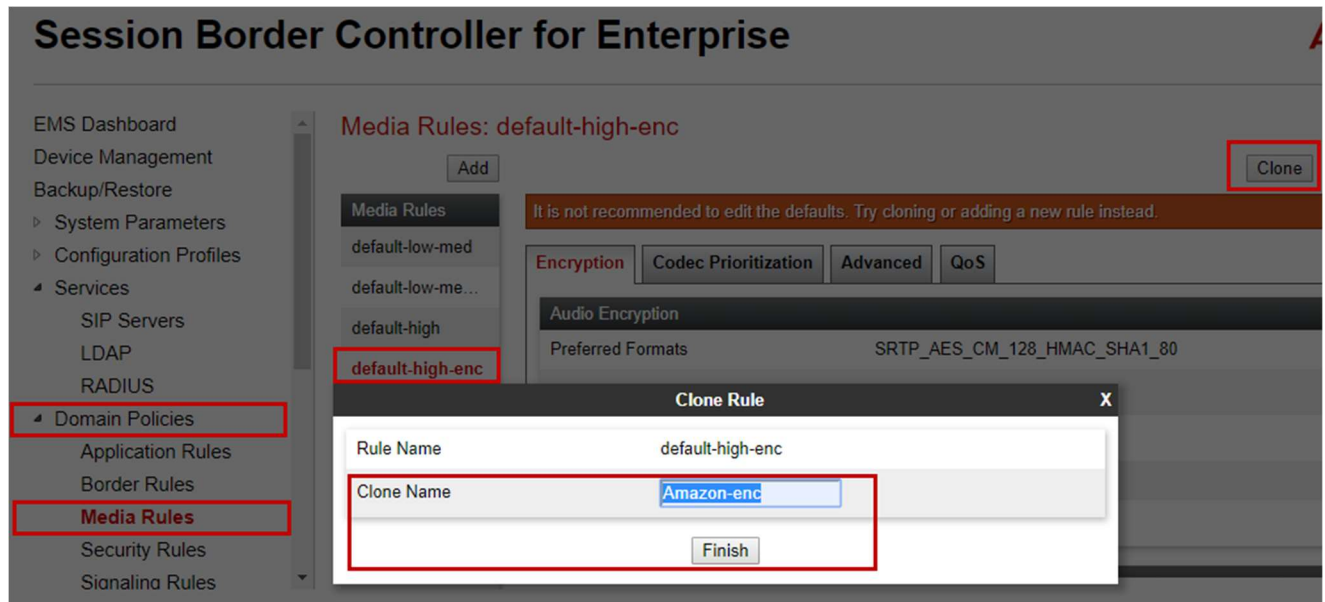 Session Border Controller for Enterprise
EMS Dashboard
Device Management
Backup/Restore
System Parameters
Configuration Profiles
Services
SIP Servers
LDAP
RADIUS
Domain Policies
Application Rules
Border Rules
Media Rules
Security Rules
Signaling Rules
Media Rules: default-high-enc
Add
Clone
Media Rules
default-low-med
default-low-me...
default-high
default-high-enc
It is not recommended to edit the defaults. Try cloning or adding a new rule instead.
Encryption Codec Prioritization Advanced QoS
Audio Encryption
Preferred Formats SRTP_AES_CM_128_HMAC_SHA1_80
Clone Rule X
Rule Name default-high-enc
Clone Name Amazon-enc
Finish